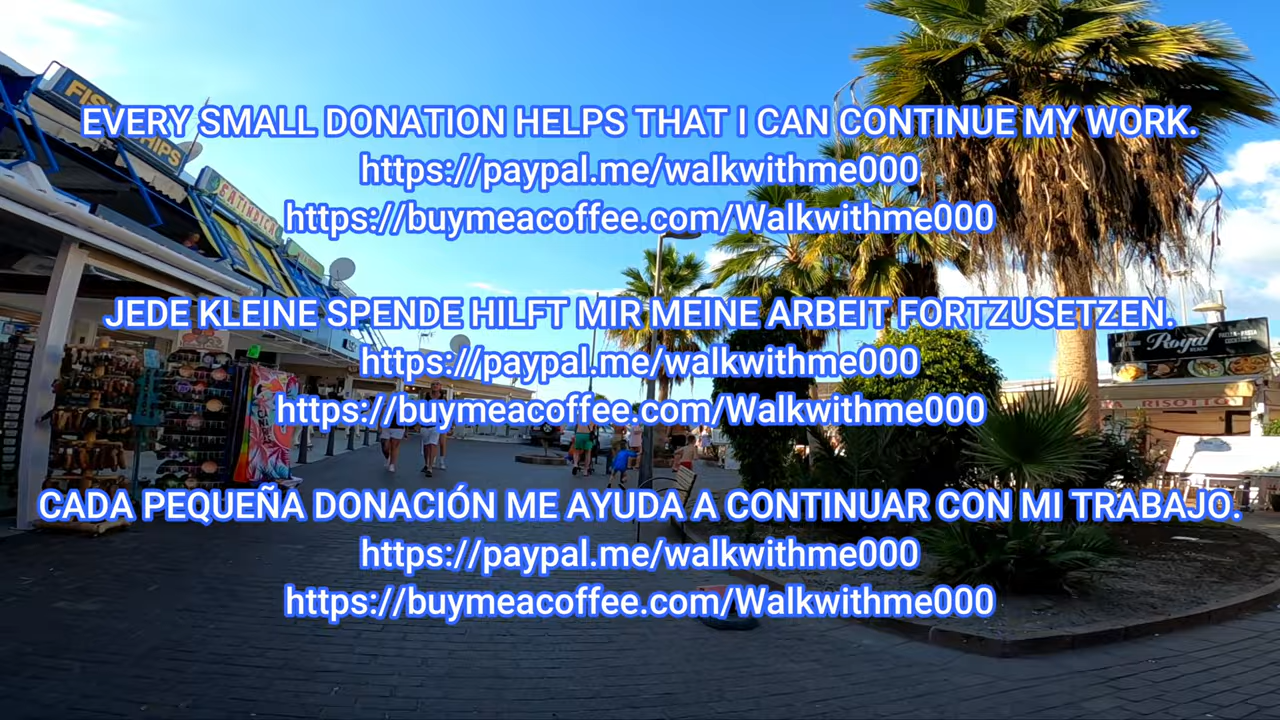 EVERY SMALL DONATION HELPS THAT I CAN CONTINUE MY WORK.
https://paypal.me/walkwithme000
https://buymeacoffee.com/Walkwithme000
JEDE KLEINE SPENDE HILFT MIR MEINE ARBEIT FORTZUSETZEN.
https://paypal.me/walkwithme000
https://buymeacoffee.com/Walkwithme000
CADA PEQUEÑA DONACIÓN ME AYUDA A CONTINUAR CON MI TRABAJO.
https://paypal.me/walkwithme000
https://buymeacoffee.com/Walkwithme000
Royal
RISOTTO